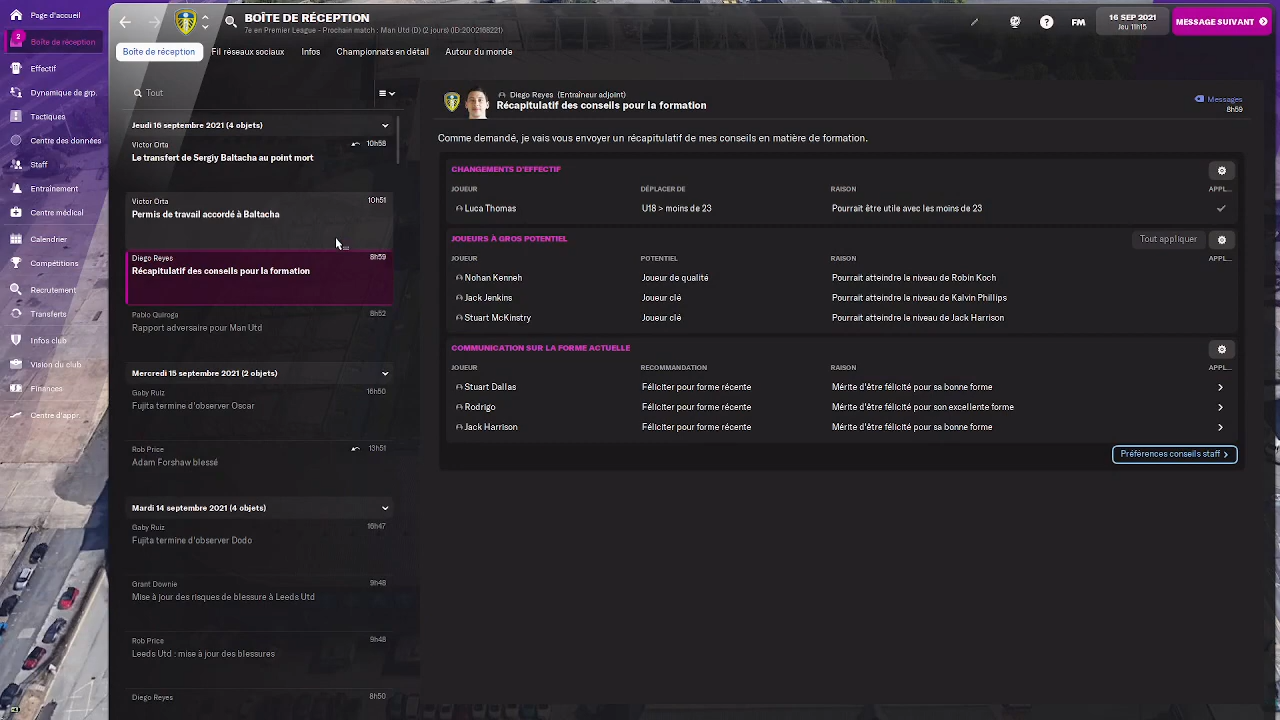 Page d'accueil
2
Boîte de réception
Effectif
Dynamique de grp.
Tactiques
Centre des données
Staff
Entraînement
Centre médical
Calendrier
Compétitions
Recrutement
Transferts
Infos club
Vision du club
Finances
Centre d'appr.
BOÎTE DE RÉCEPTION
7e en Premier League - Prochain match : Man Utd (D) (2 jours) (ID:2002168221)
?
FM
16 SEP 2021
Jeu 11h15
MESSAGE SUIVANT
Boîte de réception
Fil réseaux sociaux
Infos
Championnats en détail
Autour du monde
Tout
Jeudi 16 septembre 2021 (4 objets)
Victor Orta 10h58
Le transfert de Sergiy Baltacha au point mort
Victor Orta 10h51
Permis de travail accordé à Baltacha
Diego Reyes 8h59
Récapitulatif des conseils pour la formation
Pablo Quiroga 8h52
Rapport adversaire pour Man Utd
Mercredi 15 septembre 2021 (2 objets)
Gaby Ruiz 16h50
Fujita termine d'observer Oscar
Rob Price 13h51
Adam Forshaw blessé
Mardi 14 septembre 2021 (4 objets)
Gaby Ruiz 16h47
Fujita termine d'observer Dodo
Grant Downie 9h48
Mise à jour des risques de blessure à Leeds Utd
Rob Price 9h48
Leeds Utd : mise à jour des blessures
Diego Reyes 8h50
Diego Reyes (Entraîneur adjoint)
Récapitulatif des conseils pour la formation
Messages
8h59
Comme demandé, je vais vous envoyer un récapitulatif de mes conseils en matière de formation.
CHANGEMENTS D'EFFECTIF
JOUEUR DÉPLACER DE RAISON APPL...
Luca Thomas U18 > moins de 23 Pourrait être utile avec les moins de 23
JOUEURS À GROS POTENTIEL
Tout appliquer
JOUEUR POTENTIEL RAISON APPL...
Nohan Kenneh Joueur de qualité Pourrait atteindre le niveau de Robin Koch
Jack Jenkins Joueur clé Pourrait atteindre le niveau de Kalvin Phillips
Stuart McKinstry Joueur clé Pourrait atteindre le niveau de Jack Harrison
COMMUNICATION SUR LA FORME ACTUELLE
JOUEUR RECOMMANDATION RAISON APPL...
Stuart Dallas Féliciter pour forme récente Mérite d'être félicité pour sa bonne forme
Rodrigo Féliciter pour forme récente Mérite d'être félicité pour son excellente forme
Jack Harrison Féliciter pour forme récente Mérite d'être félicité pour sa bonne forme
Préférences conseils staff